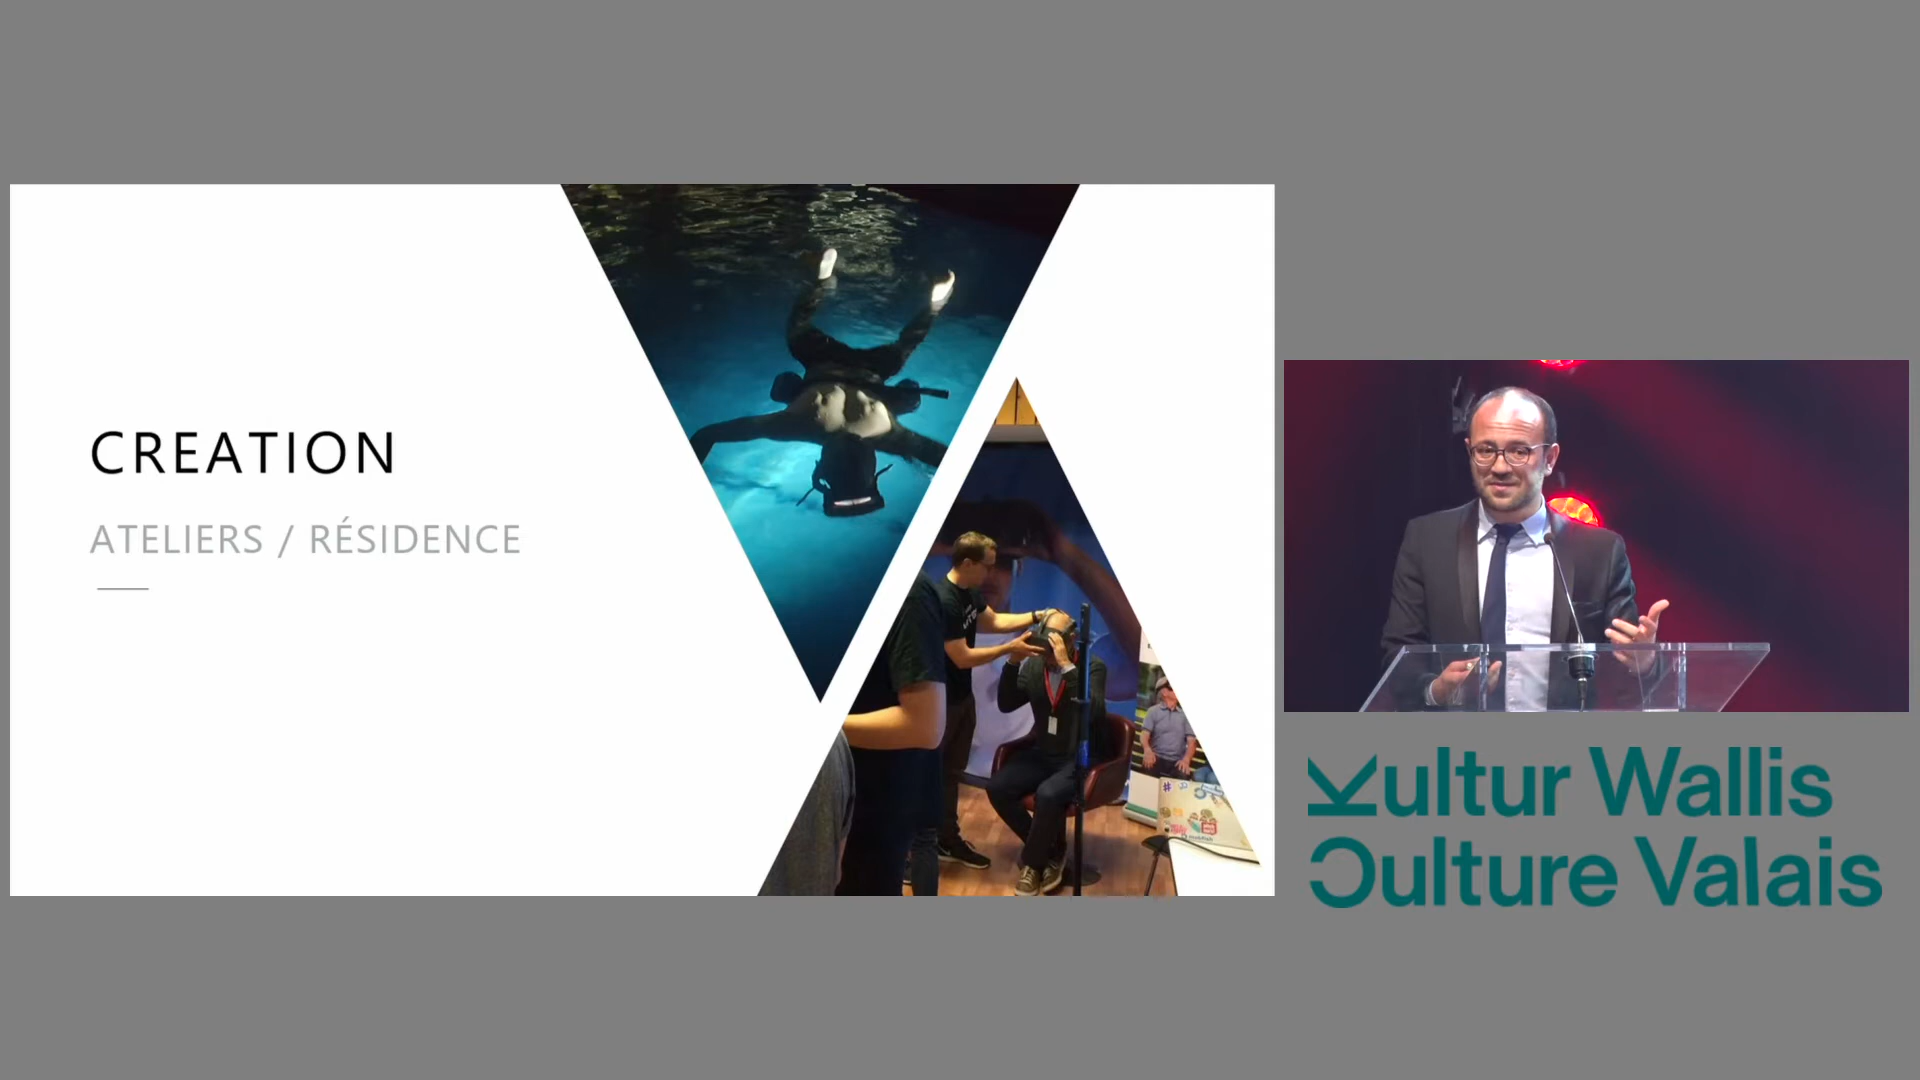 CREATION
ATELIERS / RÉSIDENCE
Kultur Wallis
Culture Valais